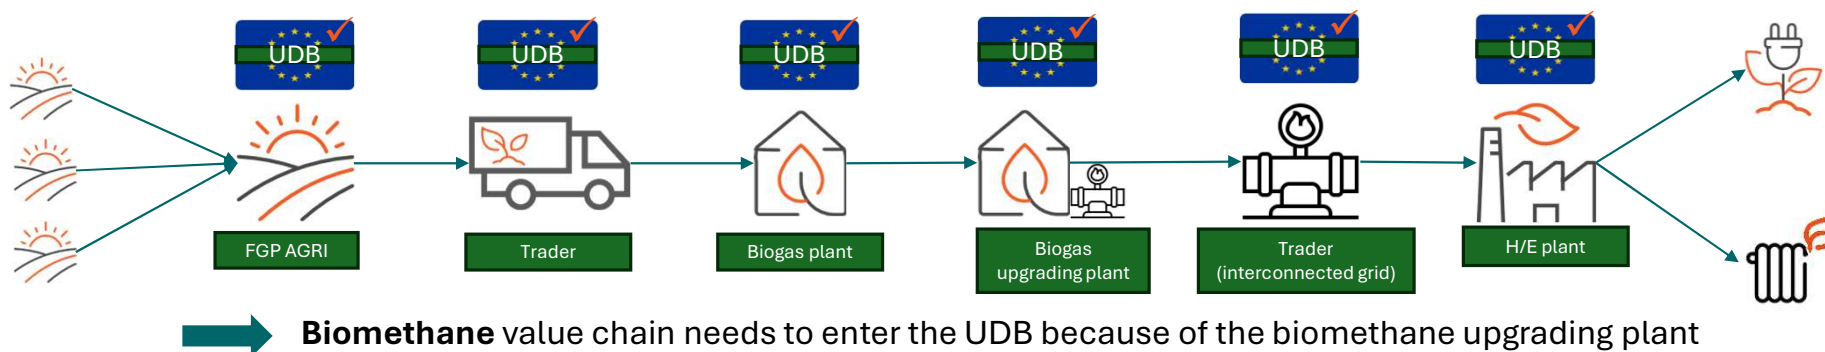 UDB
UDB
UDB
UDB
UDB
UDB
FGP AGRI
Trader
Biogas plant
Biogas
upgrading plant
Trader
(interconnected grid)
H/E plant
Biomethane value chain needs to enter the UDB because of the biomethane upgrading plant